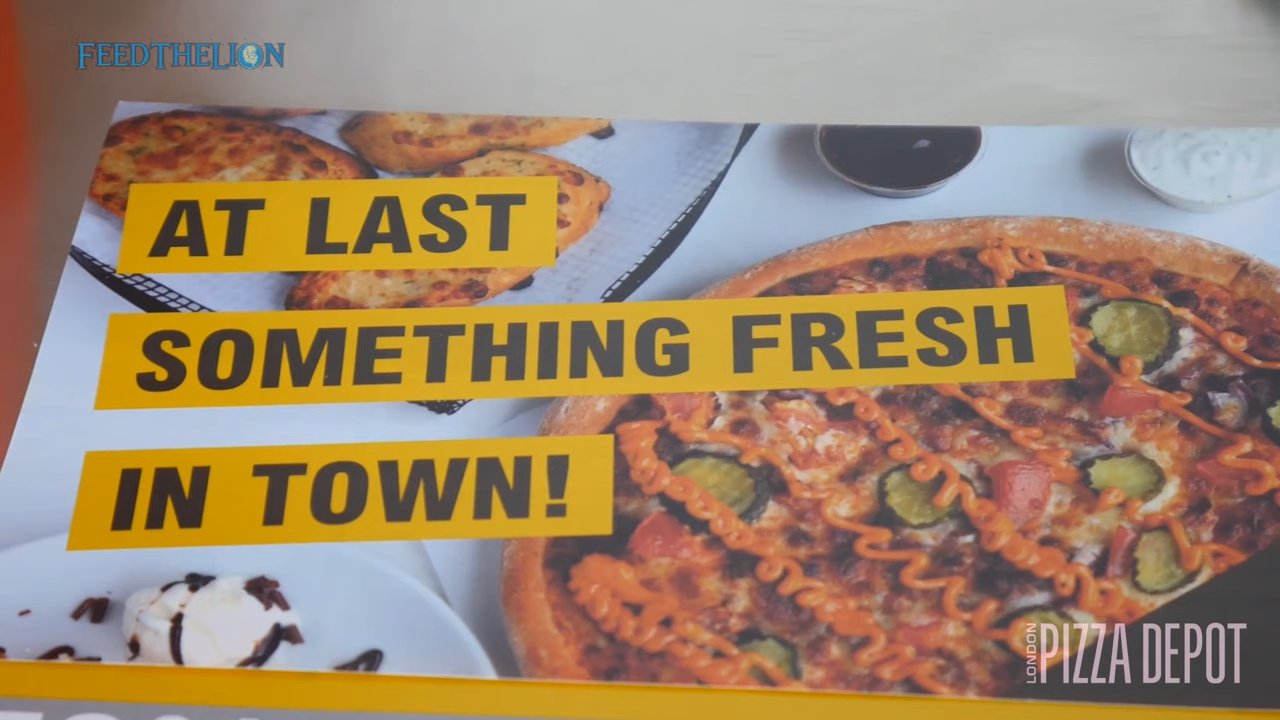 FEEDTHELION
AT LAST
SOMETHING FRESH
IN TOWN!
LONDON
PIZZA DEPOT